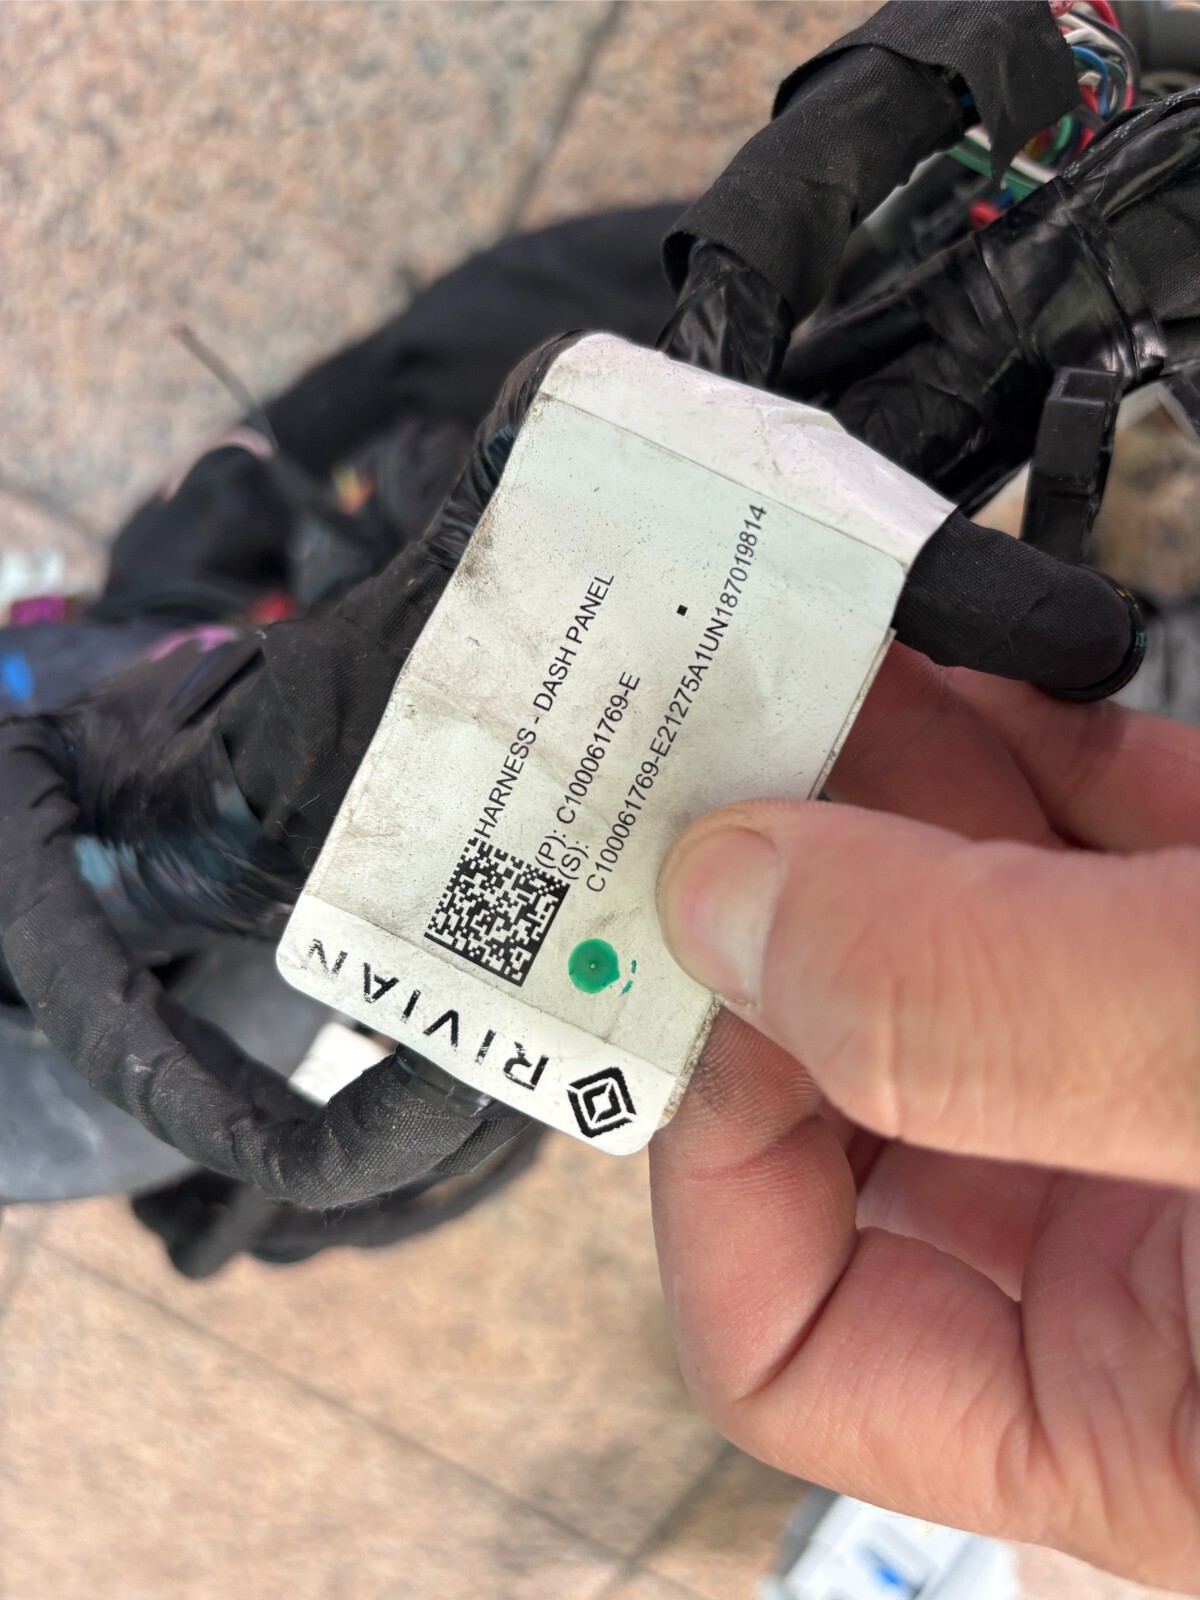 RIVIAN
HARNESS - DASH PANEL
(P): C100061769-E
(S):
C100061769-E21275A1UN187019814